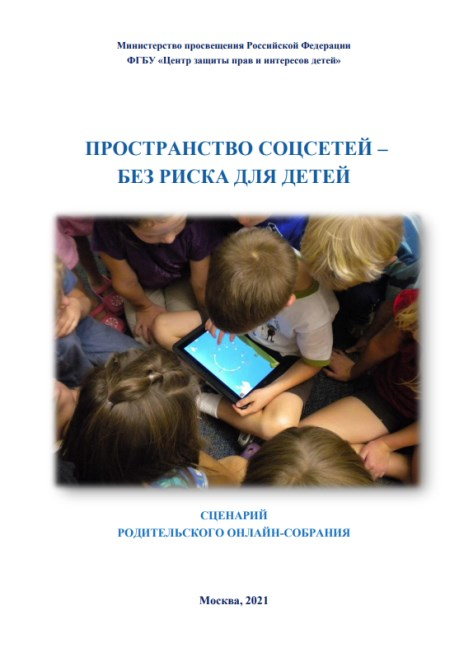 Министерство просвещения Российской Федерации
ФГБУ «Центр защиты прав и интересов детей»
ПРОСТРАНСТВО СОЦСЕТЕЙ –
БЕЗ РИСКА ДЛЯ ДЕТЕЙ
СЦЕНАРИЙ
РОДИТЕЛЬСКОГО ОНЛАЙН-СОБРАНИЯ
Москва, 2021